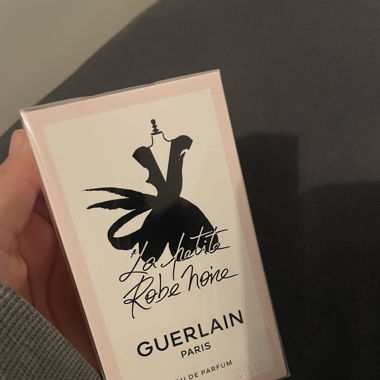 La petite
Robe noire
GUERLAIN
PARIS
EAU DE PARFUM